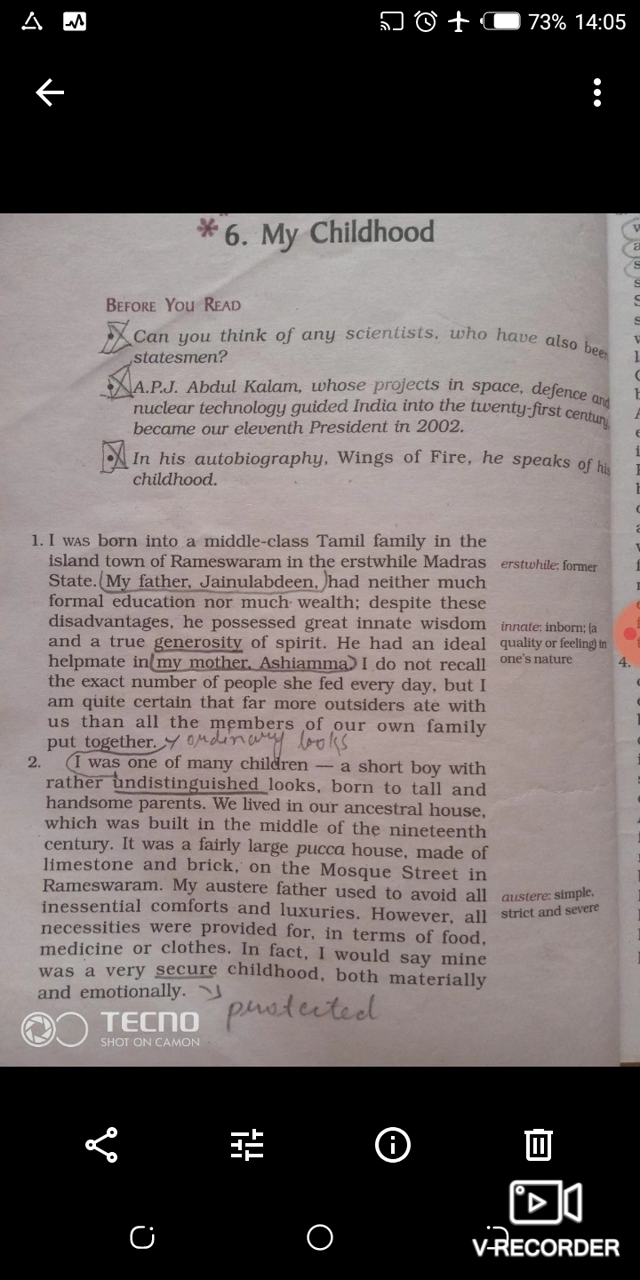 73% 14:05
*6. My Childhood
BEFORE YOU READ
Can you think of any scientists, who have also been
statesmen?
A.P.J. Abdul Kalam, whose projects in space, defence and
nuclear technology guided India into the twenty-first century,
became our eleventh President in 2002.
In his autobiography, Wings of Fire, he speaks of his
childhood.
1. I WAS born into a middle-class Tamil family in the
island town of Rameswaram in the erstwhile Madras
State. (My father, Jainulabdeen,) had neither much
formal education nor much wealth; despite these
disadvantages, he possessed great innate wisdom
and a true generosity of spirit. He had an ideal
helpmate in (my mother, Ashiamma) I do not recall
the exact number of people she fed every day, but I
am quite certain that far more outsiders ate with
us than all the members of our own family
put together.
ordinary looks
2. I was one of many children — a short boy with
rather undistinguished looks, born to tall and
handsome parents. We lived in our ancestral house,
which was built in the middle of the nineteenth
century. It was a fairly large pucca house, made of
limestone and brick, on the Mosque Street in
Rameswaram. My austere father used to avoid all
inessential comforts and luxuries. However, all
necessities were provided for, in terms of food,
medicine or clothes. In fact, I would say mine
was a very secure childhood, both materially
and emotionally.
protected
erstwhile: former
innate: inborn; (a
quality or feeling) in
one's nature
austere: simple,
strict and severe
4.
TECNO
SHOT ON CAMON
V-RECORDER